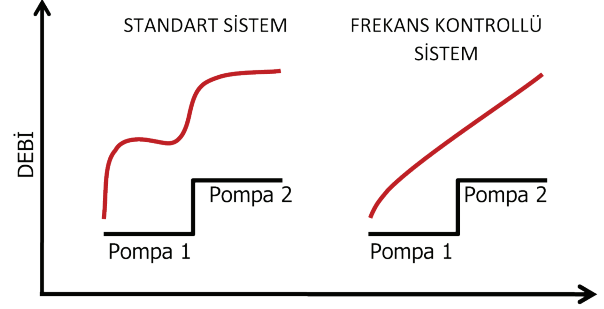 STANDART SİSTEM
FREKANS KONTROLLÜ
SİSTEM
DEBİ
Pompa 1
Pompa 2
Pompa 1
Pompa 2